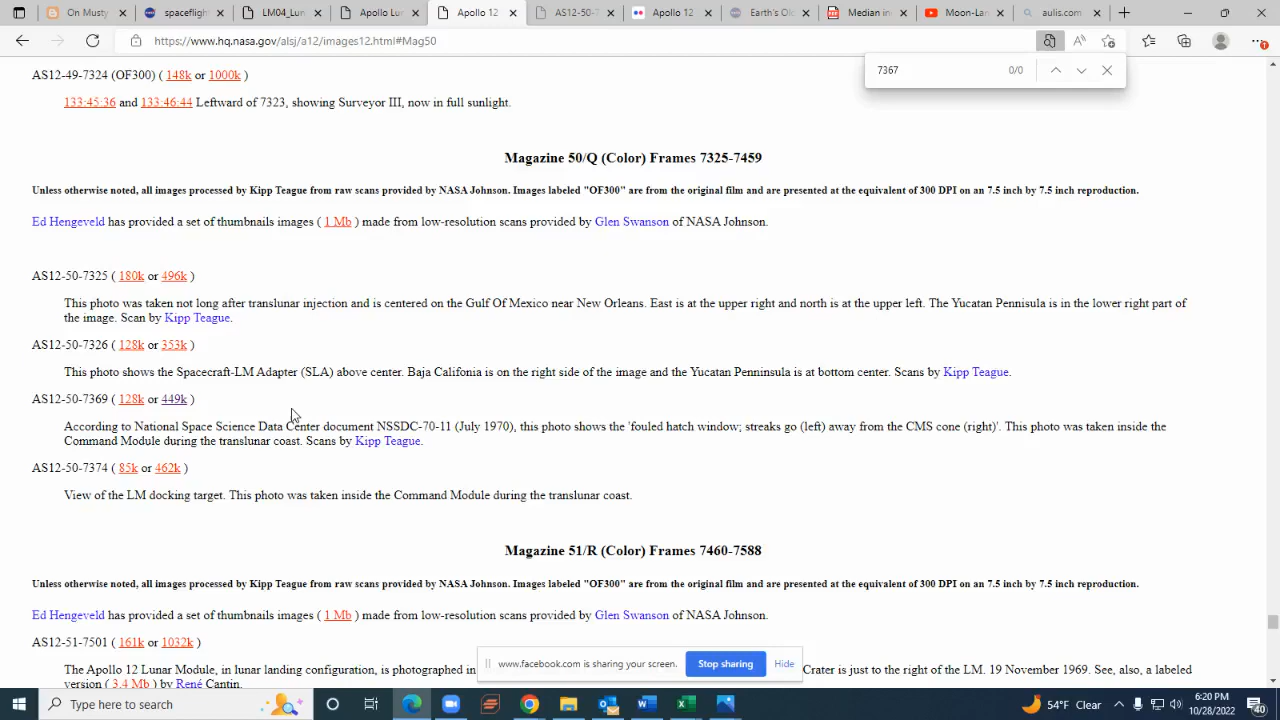 On Musty
spaceflight
LM04_Lun
Apollo Lun
Apollo 12
AS12-50-7
Apollo 12
Earth's Ol
Median in
Moon-Lan
aulis.com
https://www.hq.nasa.gov/alsj/a12/images12.html#Mag50
7367 0/0
AS12-49-7324 (OF300) ( 148k or 1000k )
133:45:36 and 133:46:44 Leftward of 7323, showing Surveyor III, now in full sunlight.
Magazine 50/Q (Color) Frames 7325-7459
Unless otherwise noted, all images processed by Kipp Teague from raw scans provided by NASA Johnson. Images labeled "OF300" are from the original film and are presented at the equivalent of 300 DPI on an 7.5 inch by 7.5 inch reproduction.
Ed Hengeveld has provided a set of thumbnails images ( 1 Mb ) made from low-resolution scans provided by Glen Swanson of NASA Johnson.
AS12-50-7325 ( 180k or 496k )
This photo was taken not long after translunar injection and is centered on the Gulf Of Mexico near New Orleans. East is at the upper right and north is at the upper left. The Yucatan Pennisula is in the lower right part of
the image. Scan by Kipp Teague.
AS12-50-7326 ( 128k or 353k )
This photo shows the Spacecraft-LM Adapter (SLA) above center. Baja Califonia is on the right side of the image and the Yucatan Penninsula is at bottom center. Scans by Kipp Teague.
AS12-50-7369 ( 128k or 449k )
According to National Space Science Data Center document NSSDC-70-11 (July 1970), this photo shows the 'fouled hatch window; streaks go (left) away from the CMS cone (right)'. This photo was taken inside the
Command Module during the translunar coast. Scans by Kipp Teague.
AS12-50-7374 ( 85k or 462k )
View of the LM docking target. This photo was taken inside the Command Module during the translunar coast.
Magazine 51/R (Color) Frames 7460-7588
Unless otherwise noted, all images processed by Kipp Teague from raw scans provided by NASA Johnson. Images labeled "OF300" are from the original film and are presented at the equivalent of 300 DPI on an 7.5 inch by 7.5 inch reproduction.
Ed Hengeveld has provided a set of thumbnails images ( 1 Mb ) made from low-resolution scans provided by Glen Swanson of NASA Johnson.
AS12-51-7501 ( 161k or 1032k )
The Apollo 12 Lunar Module, in lunar landing configuration, is photographed in Crater is just to the right of the LM. 19 November 1969. See, also, a labeled
version ( 3.4 Mb ) by René Cantin.
www.facebook.com is sharing your screen. Stop sharing Hide
Type here to search
54°F Clear
:20 PM
10/28/2022
40